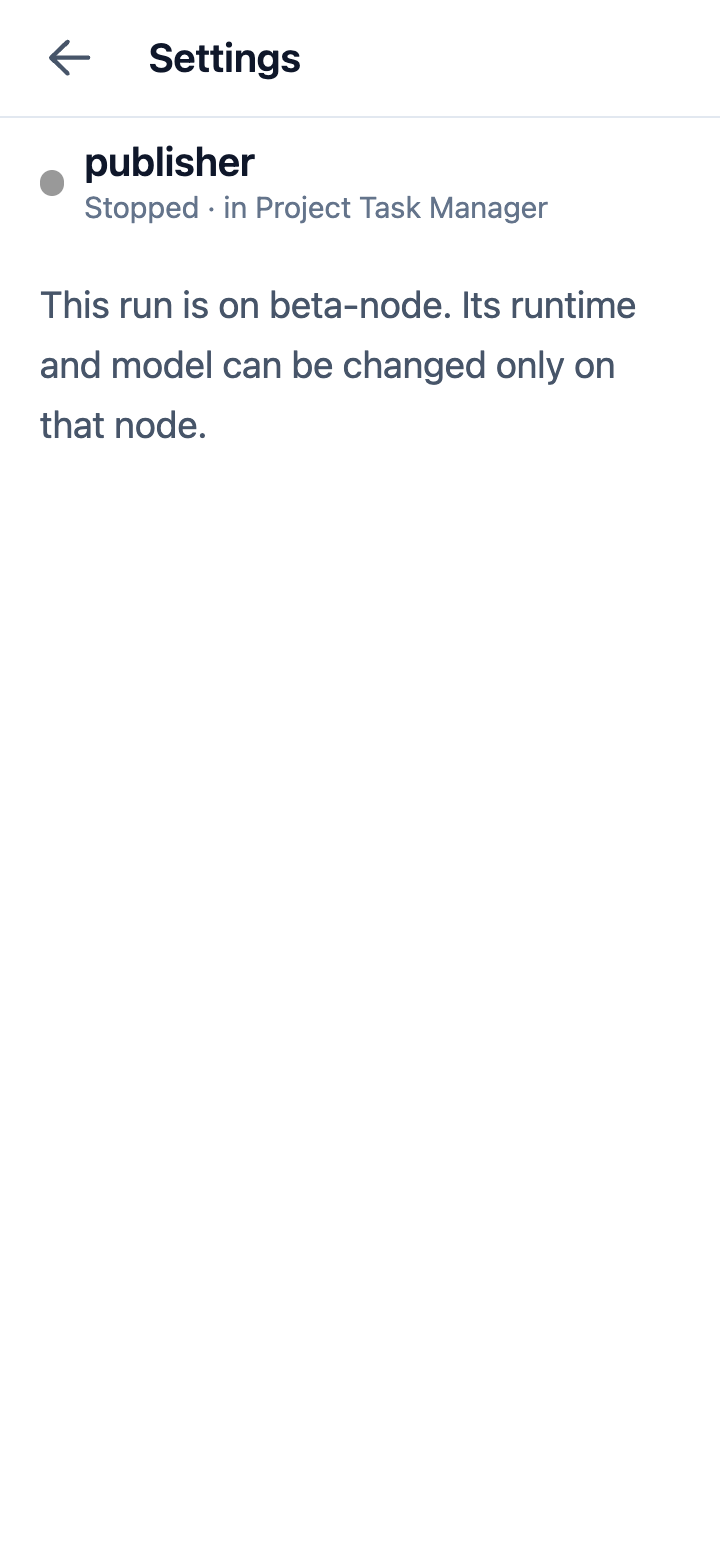 Settings
publisher
Stopped · in Project Task Manager
This run is on beta-node. Its runtime
and model can be changed only on
that node.